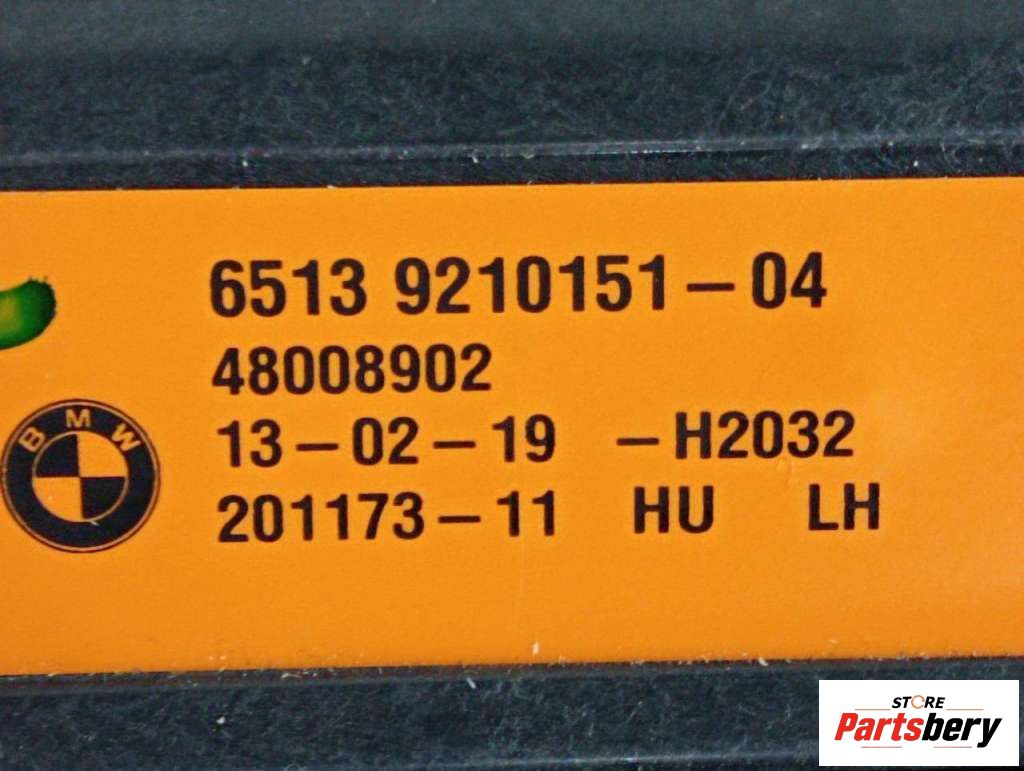 6513 9210151-04
48008902
BMW
13-02-19 -H2032
201173-11 HU LH
STORE
Partsbery